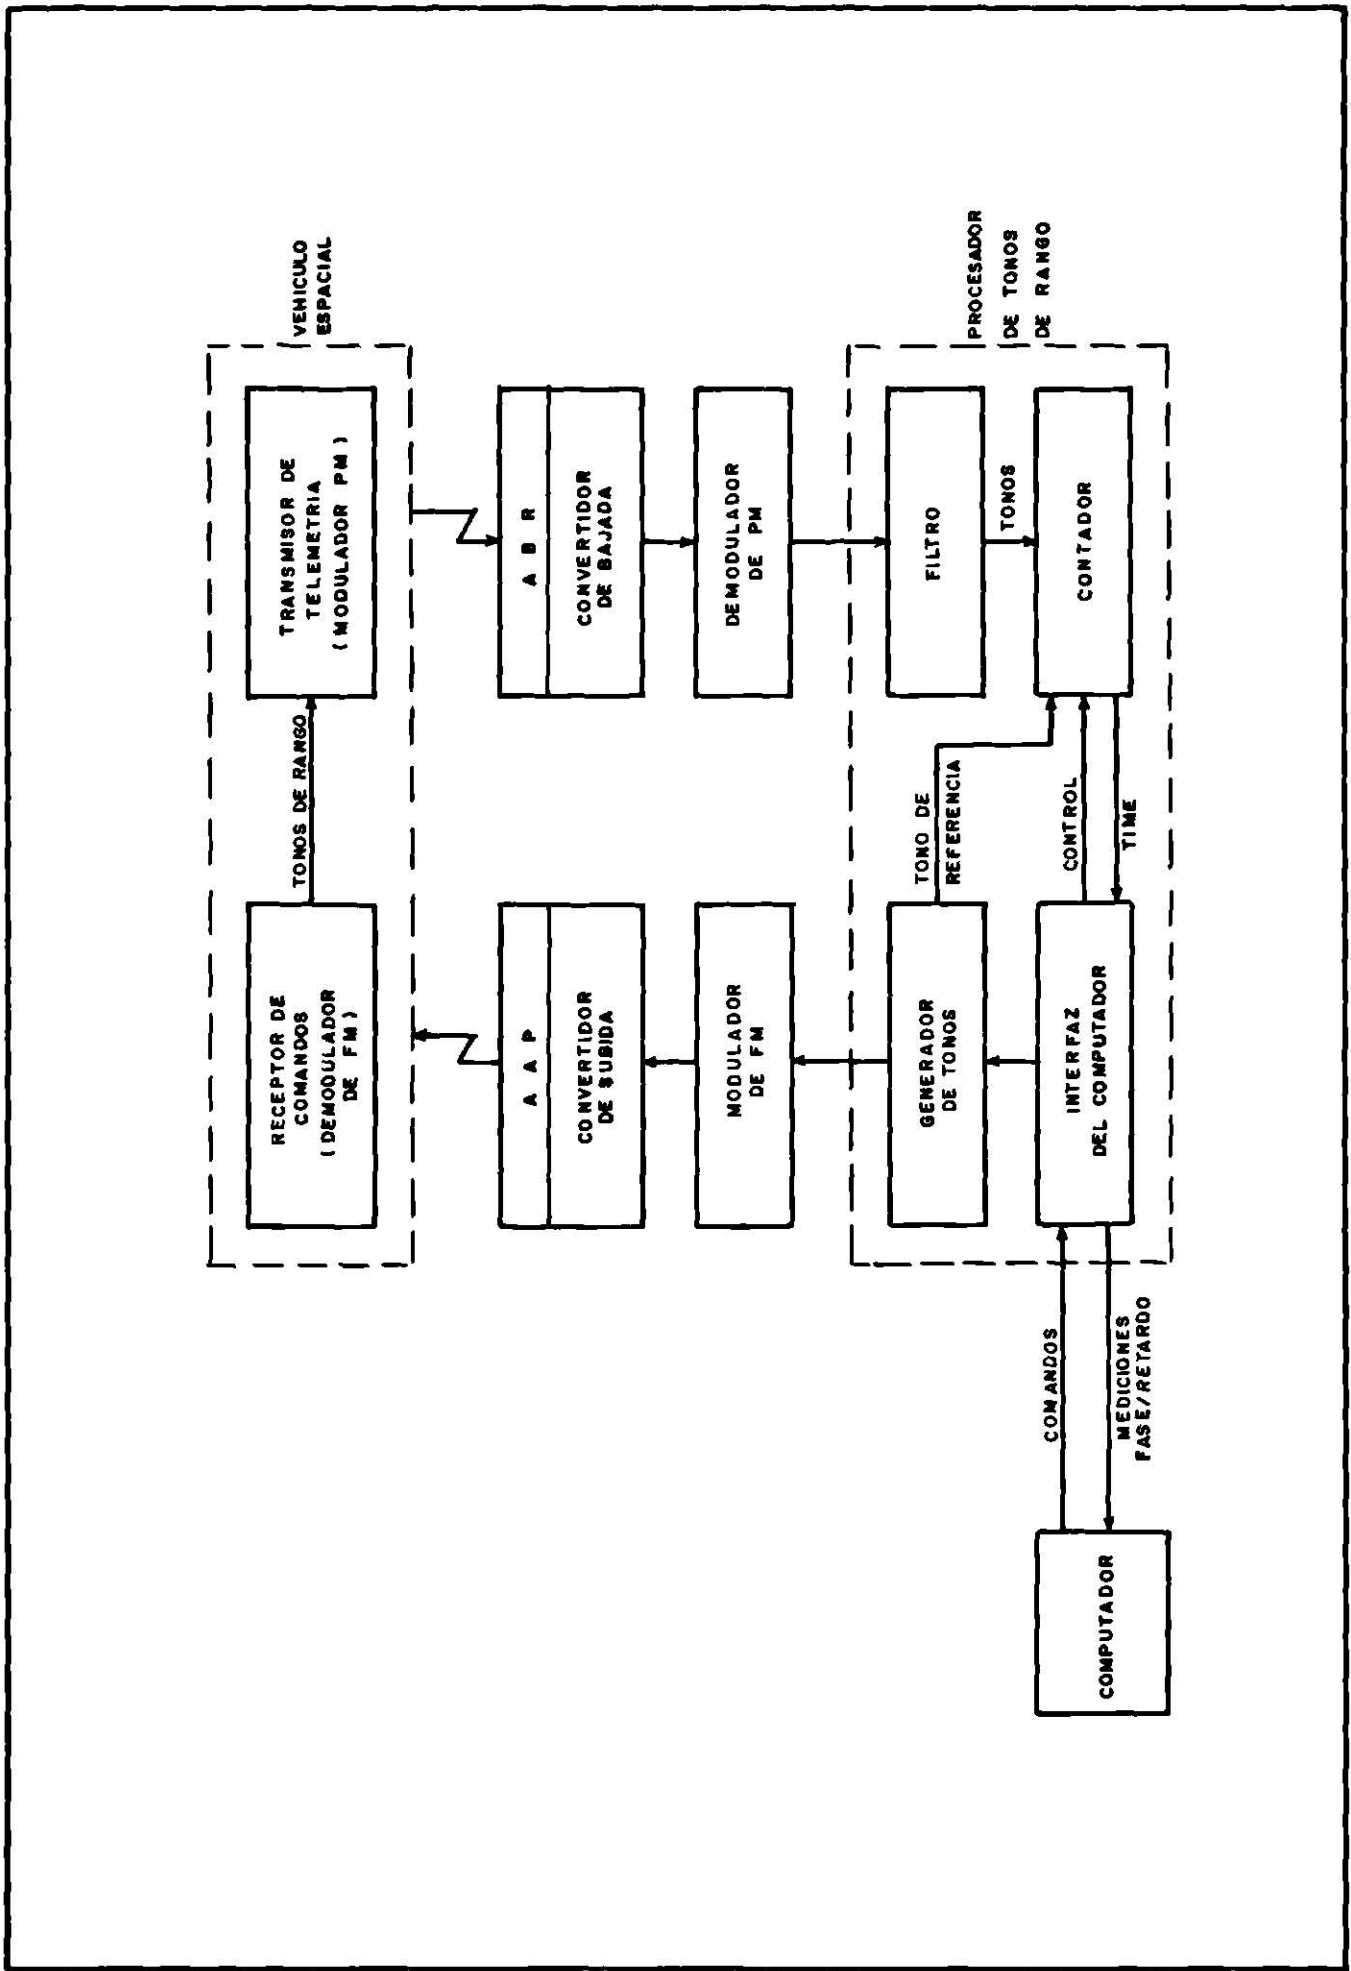 VEHICULO
ESPACIAL
RECEPTOR DE
COMANDOS
(DEMODULADOR
DE FM)
TONOS DE RANGO
TRANSMISOR DE
TELEMETRIA
(MODULADOR PM)
A A P
CONVERTIDOR
DE SUBIDA
A B R
CONVERTIDOR
DE BAJADA
MODULADOR
DE FM
DEMODULADOR
DE PM
PROCESADOR
DE TONOS
DE RANGO
GENERADOR
DE TONOS
TONO DE
REFERENCIA
FILTRO
TONOS
COMPUTADOR
COMANDOS
MEDICIONES
FASE/RETARDO
INTERFAZ
DEL COMPUTADOR
CONTROL
TIME
CONTADOR